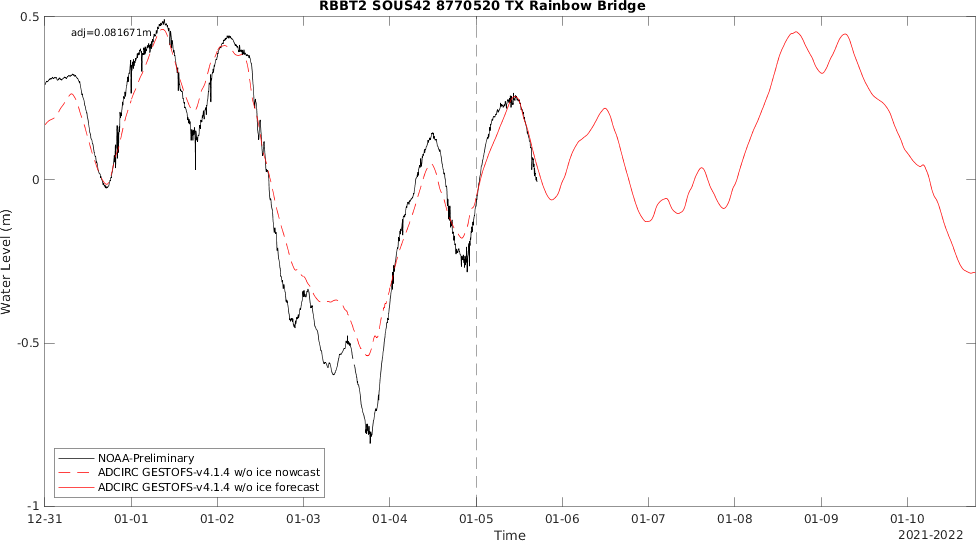 RBBT2 SOUS42 8770520 TX Rainbow Bridge
adj=0.081671m
0.5
0
-0.5
-1
Water Level (m)
NOAA-Preliminary
ADCIRC GESTOFS-v4.1.4 w/o ice nowcast
ADCIRC GESTOFS-v4.1.4 w/o ice forecast
12-31 01-01 01-02 01-03 01-04 01-05 01-06 01-07 01-08 01-09 01-10
Time
2021-2022